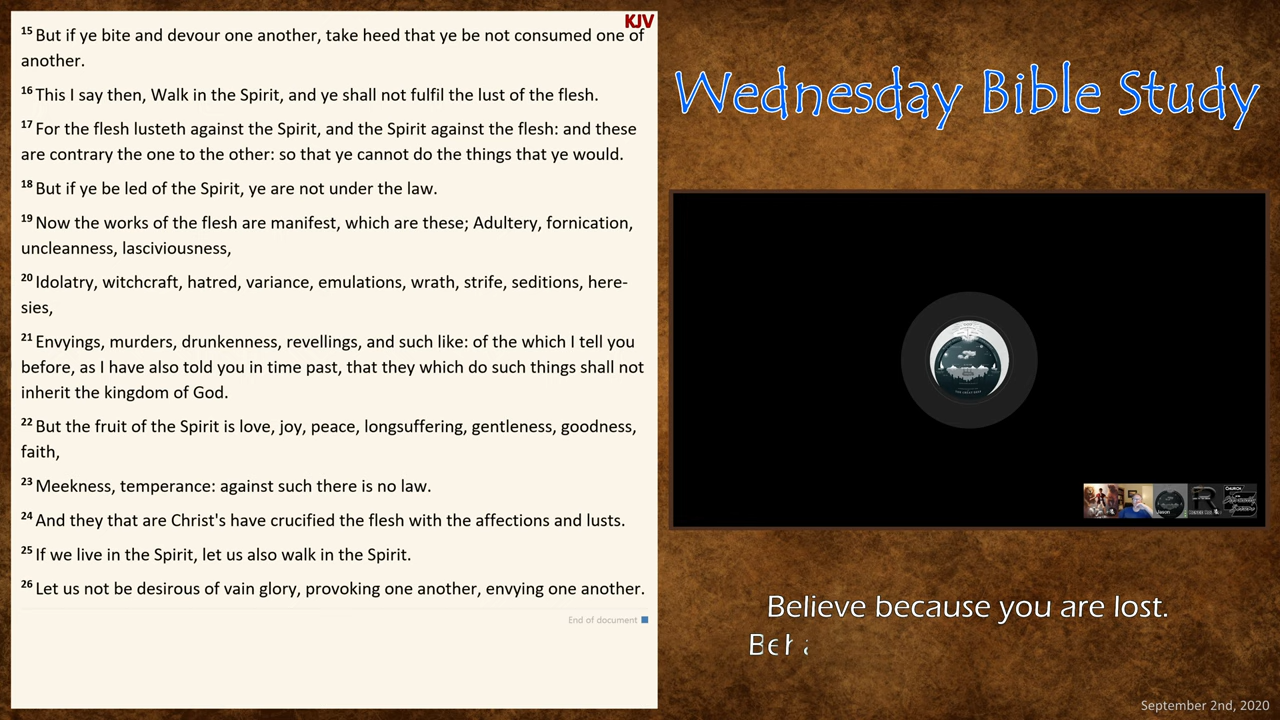 KJV
15 But if ye bite and devour one another, take heed that ye be not consumed one of
another.
16 This I say then, Walk in the Spirit, and ye shall not fulfil the lust of the flesh.
17 For the flesh lusteth against the Spirit, and the Spirit against the flesh: and these
are contrary the one to the other: so that ye cannot do the things that ye would.
18 But if ye be led of the Spirit, ye are not under the law.
19 Now the works of the flesh are manifest, which are these; Adultery, fornication,
uncleanness, lasciviousness,
20 Idolatry, witchcraft, hatred, variance, emulations, wrath, strife, seditions, here-
sies,
21 Envyings, murders, drunkenness, revellings, and such like: of the which I tell you
before, as I have also told you in time past, that they which do such things shall not
inherit the kingdom of God.
22 But the fruit of the Spirit is love, joy, peace, longsuffering, gentleness, goodness,
faith,
23 Meekness, temperance: against such there is no law.
24 And they that are Christ's have crucified the flesh with the affections and lusts.
25 If we live in the Spirit, let us also walk in the Spirit.
26 Let us not be desirous of vain glory, provoking one another, envying one another.
End of document
Wednesday Bible Study
Jason
Believe because you are lost.
September 2nd, 2020